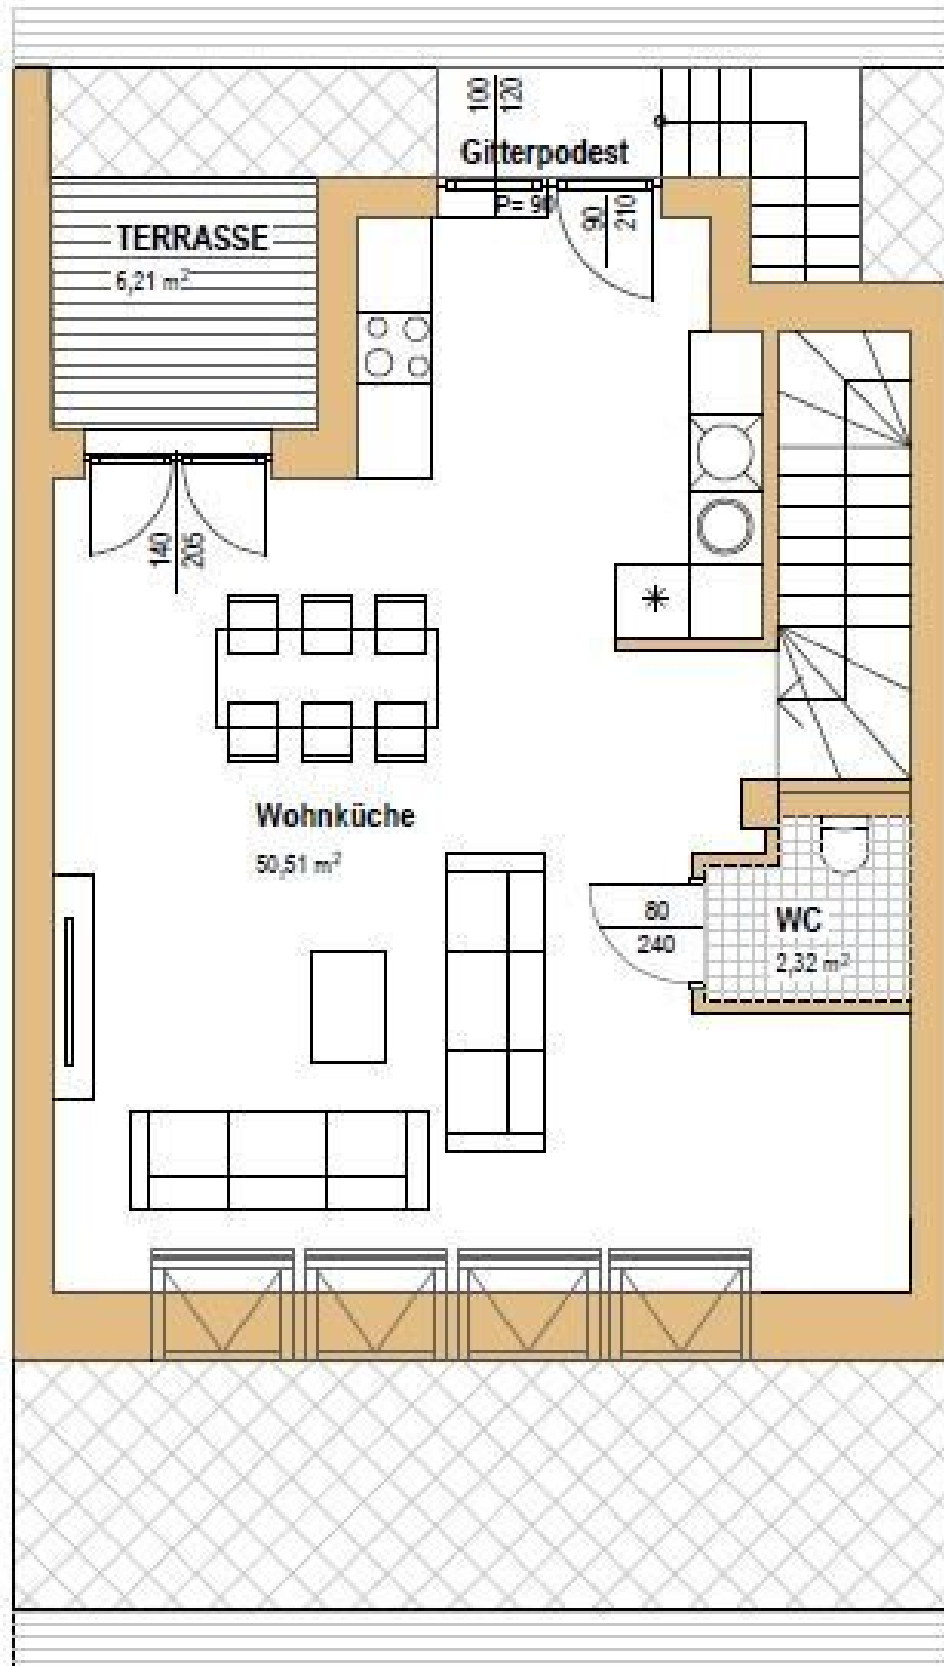 100
120
Gitterpodest
P= 90
90
210
TERRASSE
6,21 m²
140
205
Wohnküche
50,51 m²
80
240
WC
2,32 m²